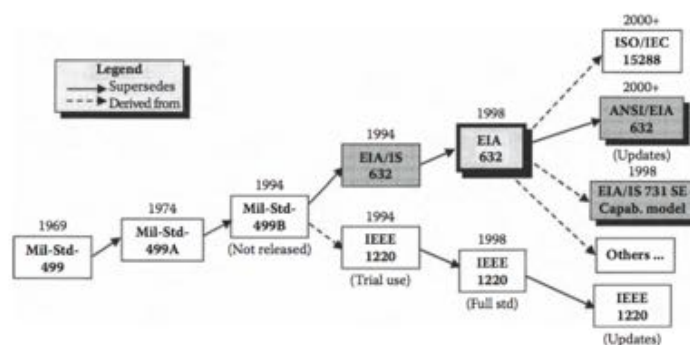 Legend
Supersedes
Derived from
1969
Mil-Std-
499
1974
Mil-Std-
499A
1994
Mil-Std-
499B
(Not released)
1994
EIA/IS
632
1994
IEEE
1220
(Trial use)
1998
EIA
632
1998
IEEE
1220
(Full std)
2000+
ISO/IEC
15288
2000+
ANSI/EIA
632
(Updates)
1998
EIA/IS 731 SE
Capab. model
Others ...
IEEE
1220
(Updates)